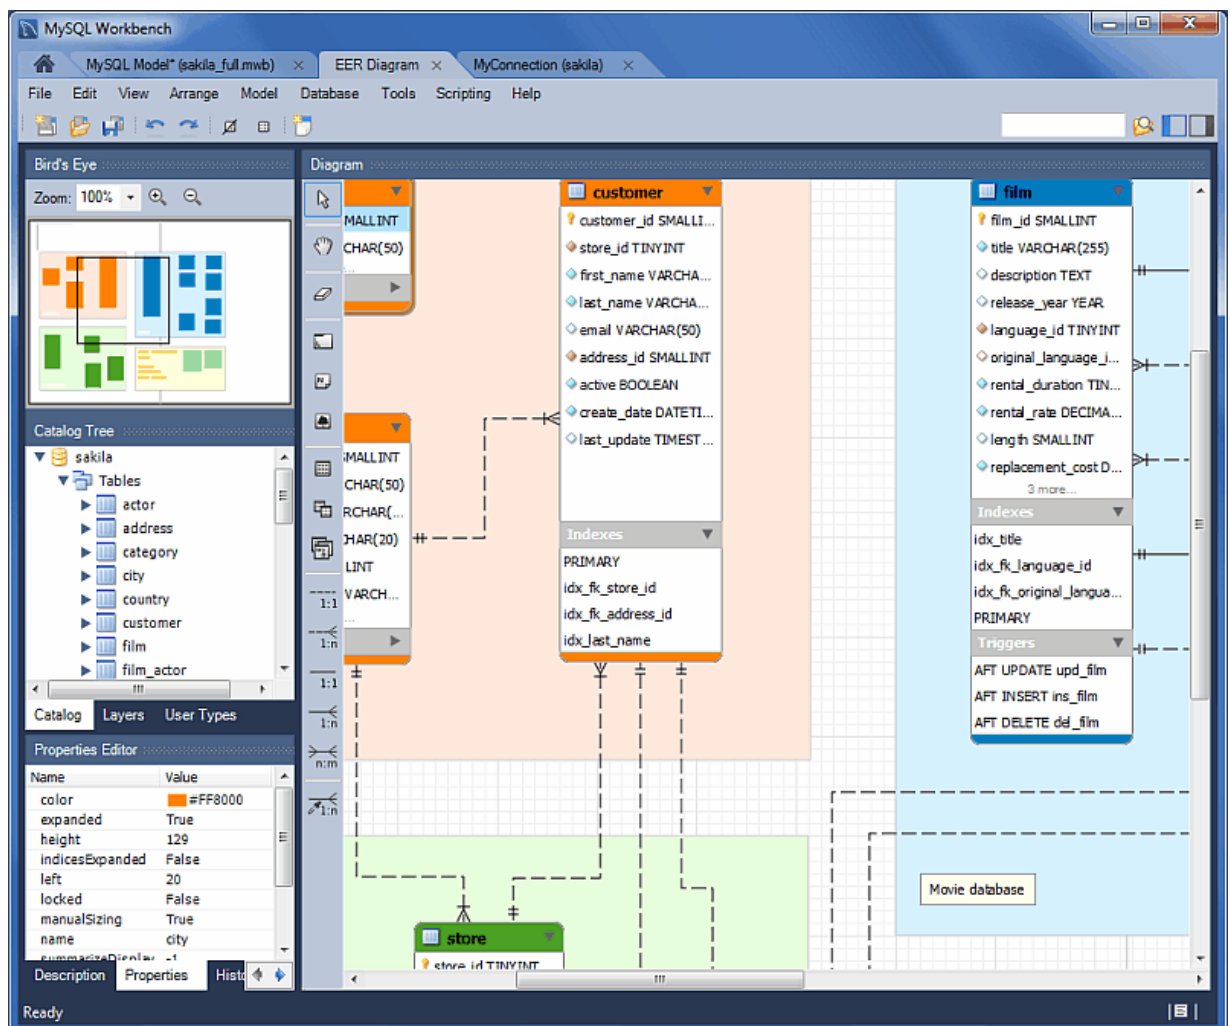 MySQL Workbench
MySQL Model* (sakila_full.mwb)
EER Diagram
MyConnection (sakila)
File Edit View Arrange Model Database Tools Scripting Help
Bird's Eye
Zoom: 100%
Catalog Tree
sakila
Tables
actor
address
category
city
country
customer
film
film_actor
Catalog Layers User Types
Properties Editor
Name Value
color #FF8000
expanded True
height 129
indicesExpanded False
left 20
locked False
manualSizing True
name city
summarizeDisplay -1
Description Properties Histo
Ready
Diagram
1:1
1:n
1:1
1:n
n:m
1:n
MALLINT
CHAR(50)
...
SMALLINT
CHAR(50)
RCHAR(...
HAR(20)
LINT
VARCH...
...
customer
customer_id SMALLI...
store_id TINYINT
first_name VARCHA...
last_name VARCHA...
email VARCHAR(50)
address_id SMALLINT
active BOOLEAN
create_date DATETI...
last_update TIMEST...
Indexes
PRIMARY
idx_fk_store_id
idx_fk_address_id
idx_last_name
film
film_id SMALLINT
title VARCHAR(255)
description TEXT
release_year YEAR
language_id TINYINT
original_language_i...
rental_duration TIN...
rental_rate DECIMA...
length SMALLINT
replacement_cost D...
3 more...
Indexes
idx_title
idx_fk_language_id
idx_fk_original_langua...
PRIMARY
Triggers
AFT UPDATE upd_film
AFT INSERT ins_film
AFT DELETE del_film
Movie database
store
store_id TINYINT